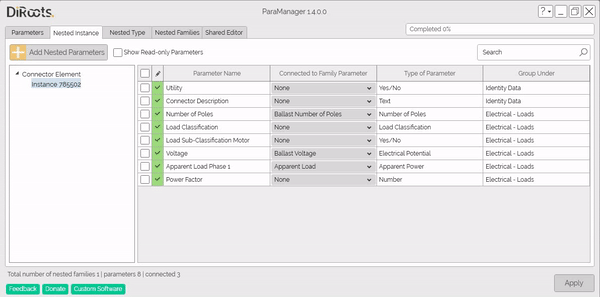 DiRoots.
ParaManager 1.4.0.0
?
Parameters Nested Instance Nested Type Nested Families Shared Editor
Completed 0%
Add Nested Parameters Show Read-only Parameters Search
Connector Element
Instance 785502
Parameter Name Connected to Family Parameter Type of Parameter Group Under
Utility None Yes/No Identity Data
Connector Description None Text Identity Data
Number of Poles Ballast Number of Poles Number of Poles Electrical - Loads
Load Classification None Load Classification Electrical - Loads
Load Sub-Classification Motor None Yes/No Electrical - Loads
Voltage Ballast Voltage Electrical Potential Electrical - Loads
Apparent Load Phase 1 Apparent Load Apparent Power Electrical - Loads
Power Factor None Number Electrical - Loads
Total number of nested families 1 | parameters 8 | connected 3
Feedback Donate Custom Software
Apply